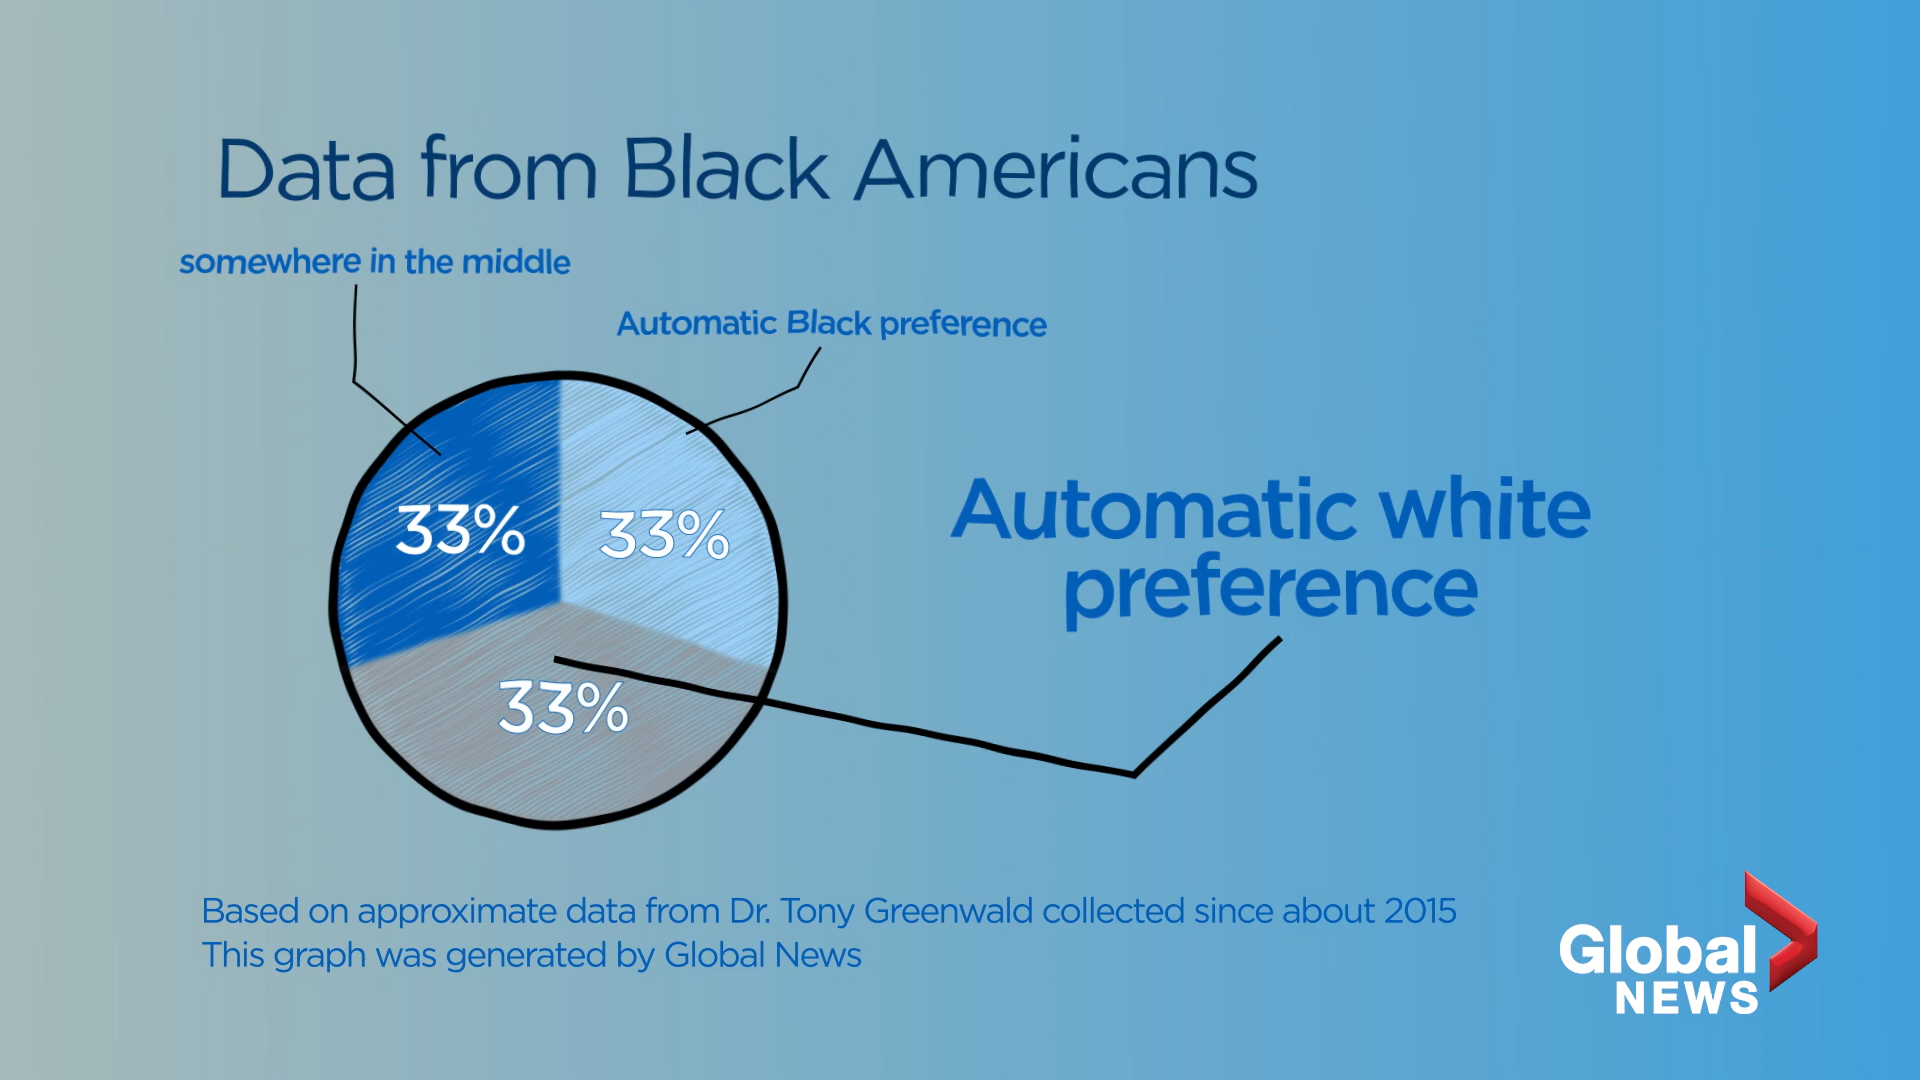 Data from Black Americans
somewhere in the middle
Automatic Black preference
33%
33%
Automatic white
preference
33%
Based on approximate data from Dr. Tony Greenwald collected since about 2015
This graph was generated by Global News
Global
NEWS